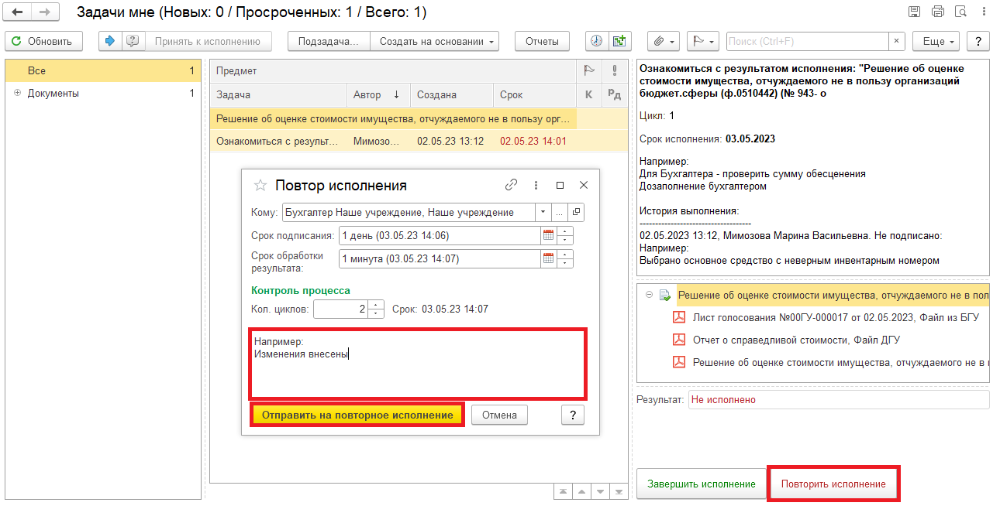 Задачи мне (Новых: 0 / Просроченных: 1 / Всего: 1)
Обновить
Принять к исполнению
Подзадача...
Создать на основании
Отчеты
Поиск (Ctrl+F)
×
Еще
?
Все 1
Документы 1
Предмет
Задача Автор ↓ Создана Срок К Рд
Решение об оценке стоимости имущества, отчуждаемого не в пользу орг...
Ознакомиться с результ... Мимозо... 02.05.23 13:12 02.05.23 14:01
Повтор исполнения
Кому: Бухгалтер Наше учреждение, Наше учреждение ...
Срок подписания: 1 день (03.05.23 14:06)
Срок обработки
результата: 1 минута (03.05.23 14:07)
Контроль процесса
Кол. циклов: 2 Срок: 03.05.23 14:07
Например:
Изменения внесены
Отправить на повторное исполнение Отмена ?
Ознакомиться с результатом исполнения: "Решение об оценке
стоимости имущества, отчуждаемого не в пользу организаций
бюджет.сферы (ф.0510442) (№ 943- о
Цикл: 1
Срок исполнения: 03.05.2023
Например:
Для Бухгалтера - проверить сумму обесценения
Дозаполнение бухгалтером
История выполнения:
------------------------------------
02.05.2023 13:12, Мимозова Марина Васильевна. Не подписано:
Например:
Выбрано основное средство с неверным инвентарным номером
Решение об оценке стоимости имущества, отчуждаемого не в пол
Лист голосования №00ГУ-000017 от 02.05.2023, Файл из БГУ
Отчет о справедливой стоимости, Файл ДГУ
Решение об оценке стоимости имущества, отчуждаемого не в
Результат: Не исполнено
Завершить исполнение Повторить исполнение